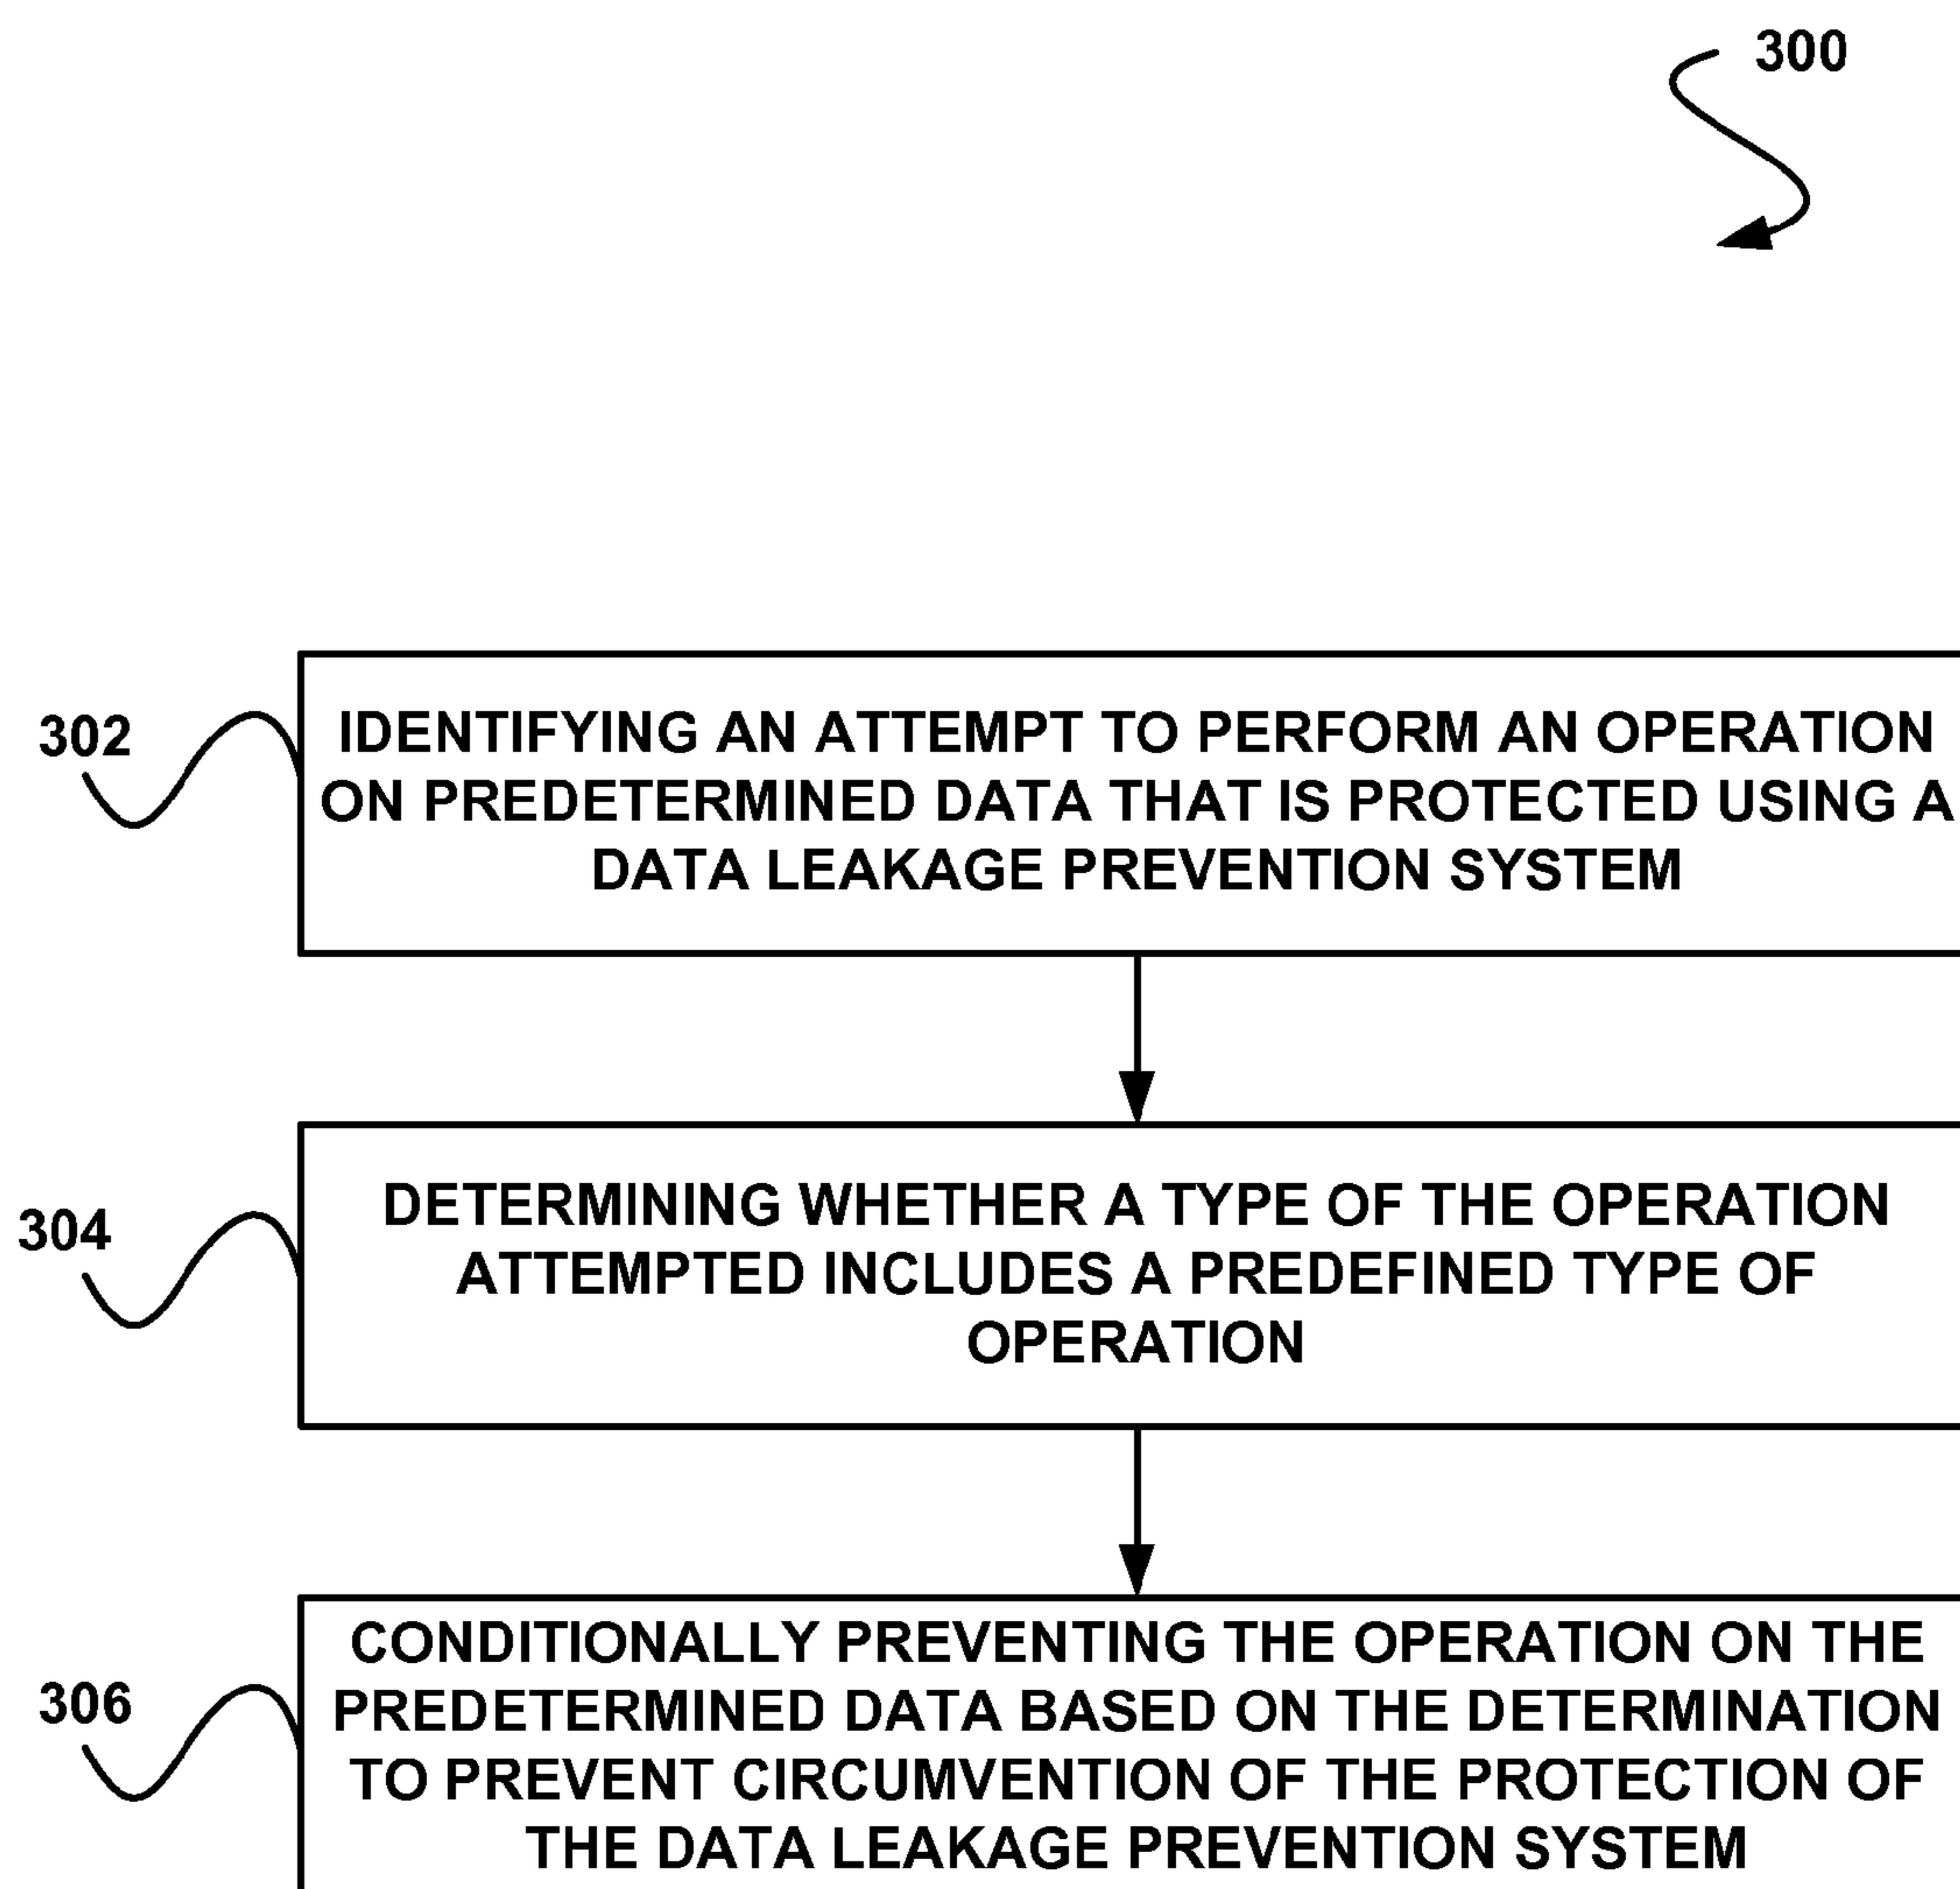 300
302
IDENTIFYING AN ATTEMPT TO PERFORM AN OPERATION
ON PREDETERMINED DATA THAT IS PROTECTED USING A
DATA LEAKAGE PREVENTION SYSTEM
304
DETERMINING WHETHER A TYPE OF THE OPERATION
ATTEMPTED INCLUDES A PREDEFINED TYPE OF
OPERATION
306
CONDITIONALLY PREVENTING THE OPERATION ON THE
PREDETERMINED DATA BASED ON THE DETERMINATION
TO PREVENT CIRCUMVENTION OF THE PROTECTION OF
THE DATA LEAKAGE PREVENTION SYSTEM